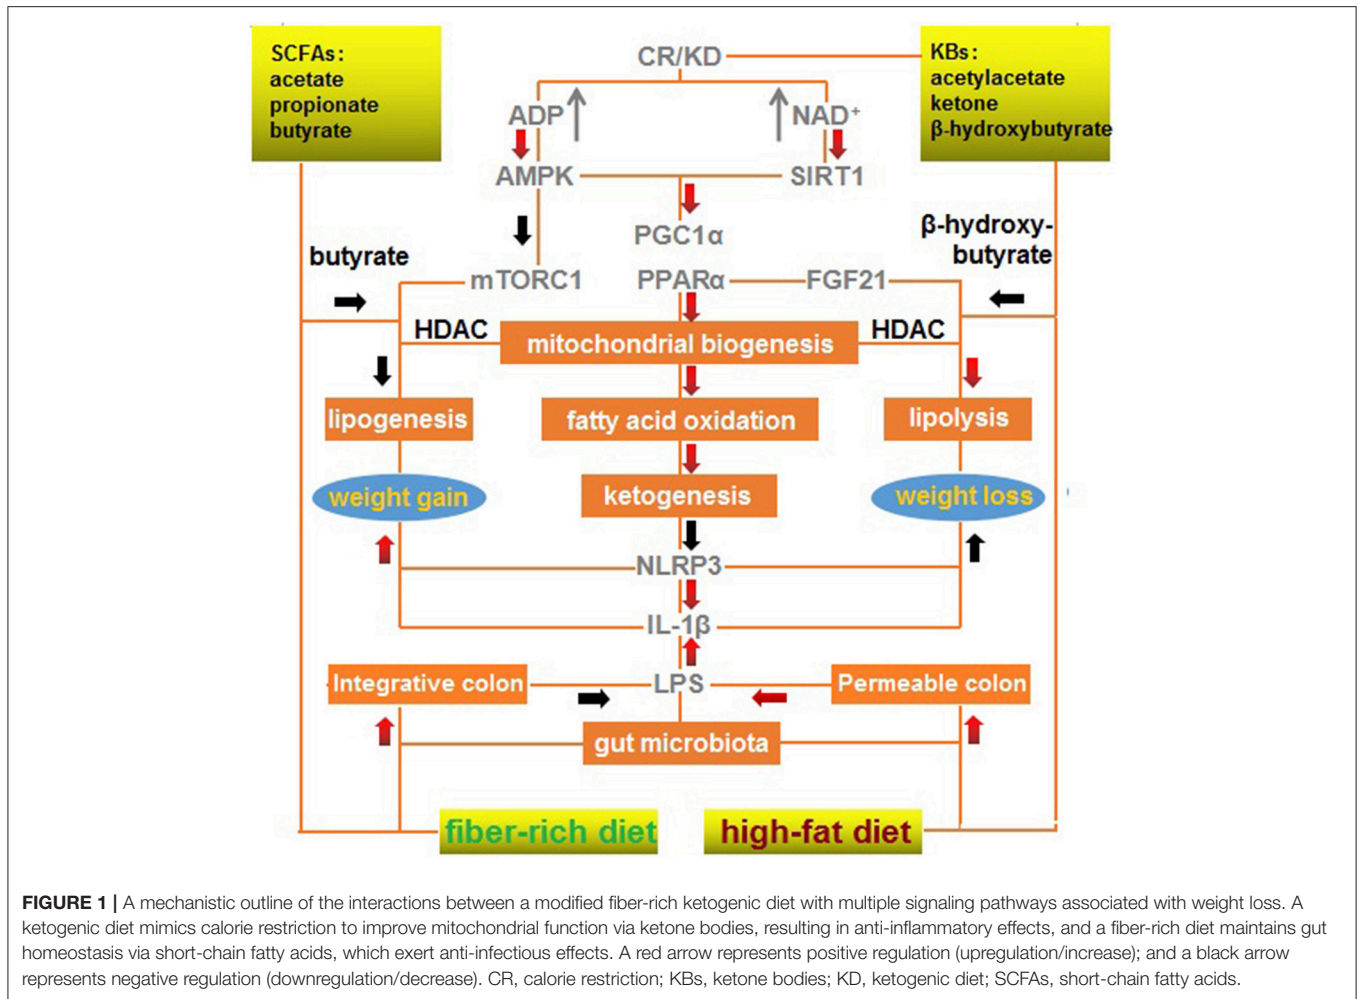 SCFAs:
acetate
propionate
butyrate
CR/KD
KBs:
acetylacetate
ketone
β-hydroxybutyrate
ADP
NAD+
AMPK
SIRT1
PGC1α
butyrate
β-hydroxy-
butyrate
mTORC1
PPARα
FGF21
HDAC
mitochondrial biogenesis
HDAC
lipogenesis
fatty acid oxidation
lipolysis
weight gain
ketogenesis
weight loss
NLRP3
IL-1β
Integrative colon
LPS
Permeable colon
gut microbiota
fiber-rich diet
high-fat diet
FIGURE 1 | A mechanistic outline of the interactions between a modified fiber-rich ketogenic diet with multiple signaling pathways associated with weight loss. A
ketogenic diet mimics calorie restriction to improve mitochondrial function via ketone bodies, resulting in anti-inflammatory effects, and a fiber-rich diet maintains gut
homeostasis via short-chain fatty acids, which exert anti-infectious effects. A red arrow represents positive regulation (upregulation/increase); and a black arrow
represents negative regulation (downregulation/decrease). CR, calorie restriction; KBs, ketone bodies; KD, ketogenic diet; SCFAs, short-chain fatty acids.